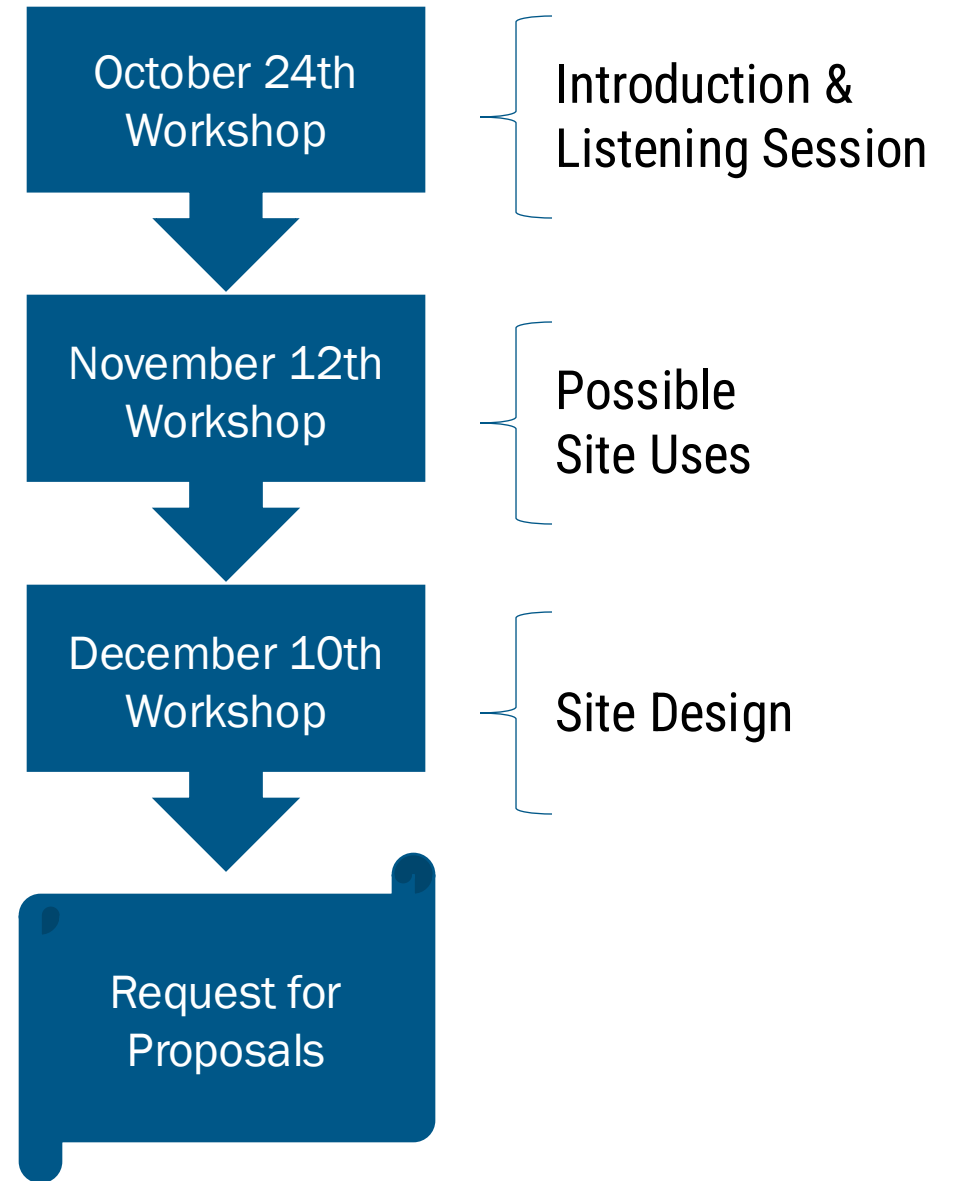 October 24th
Workshop
Introduction &
Listening Session
November 12th
Workshop
Possible
Site Uses
December 10th
Workshop
Site Design
Request for
Proposals